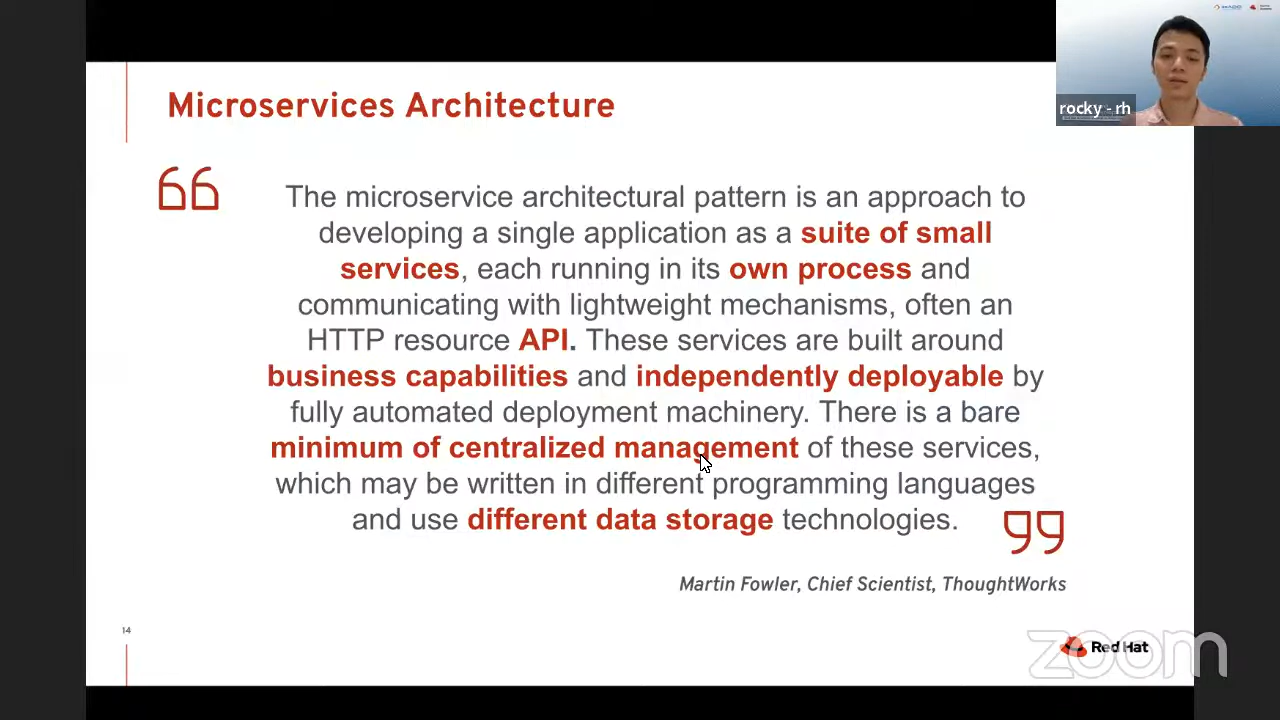 Microservices Architecture
rocky - rh
The microservice architectural pattern is an approach to
developing a single application as a suite of small
services, each running in its own process and
communicating with lightweight mechanisms, often an
HTTP resource API. These services are built around
business capabilities and independently deployable by
fully automated deployment machinery. There is a bare
minimum of centralized management of these services,
which may be written in different programming languages
and use different data storage technologies.
Martin Fowler, Chief Scientist, ThoughtWorks
14
Red Hat
zoom